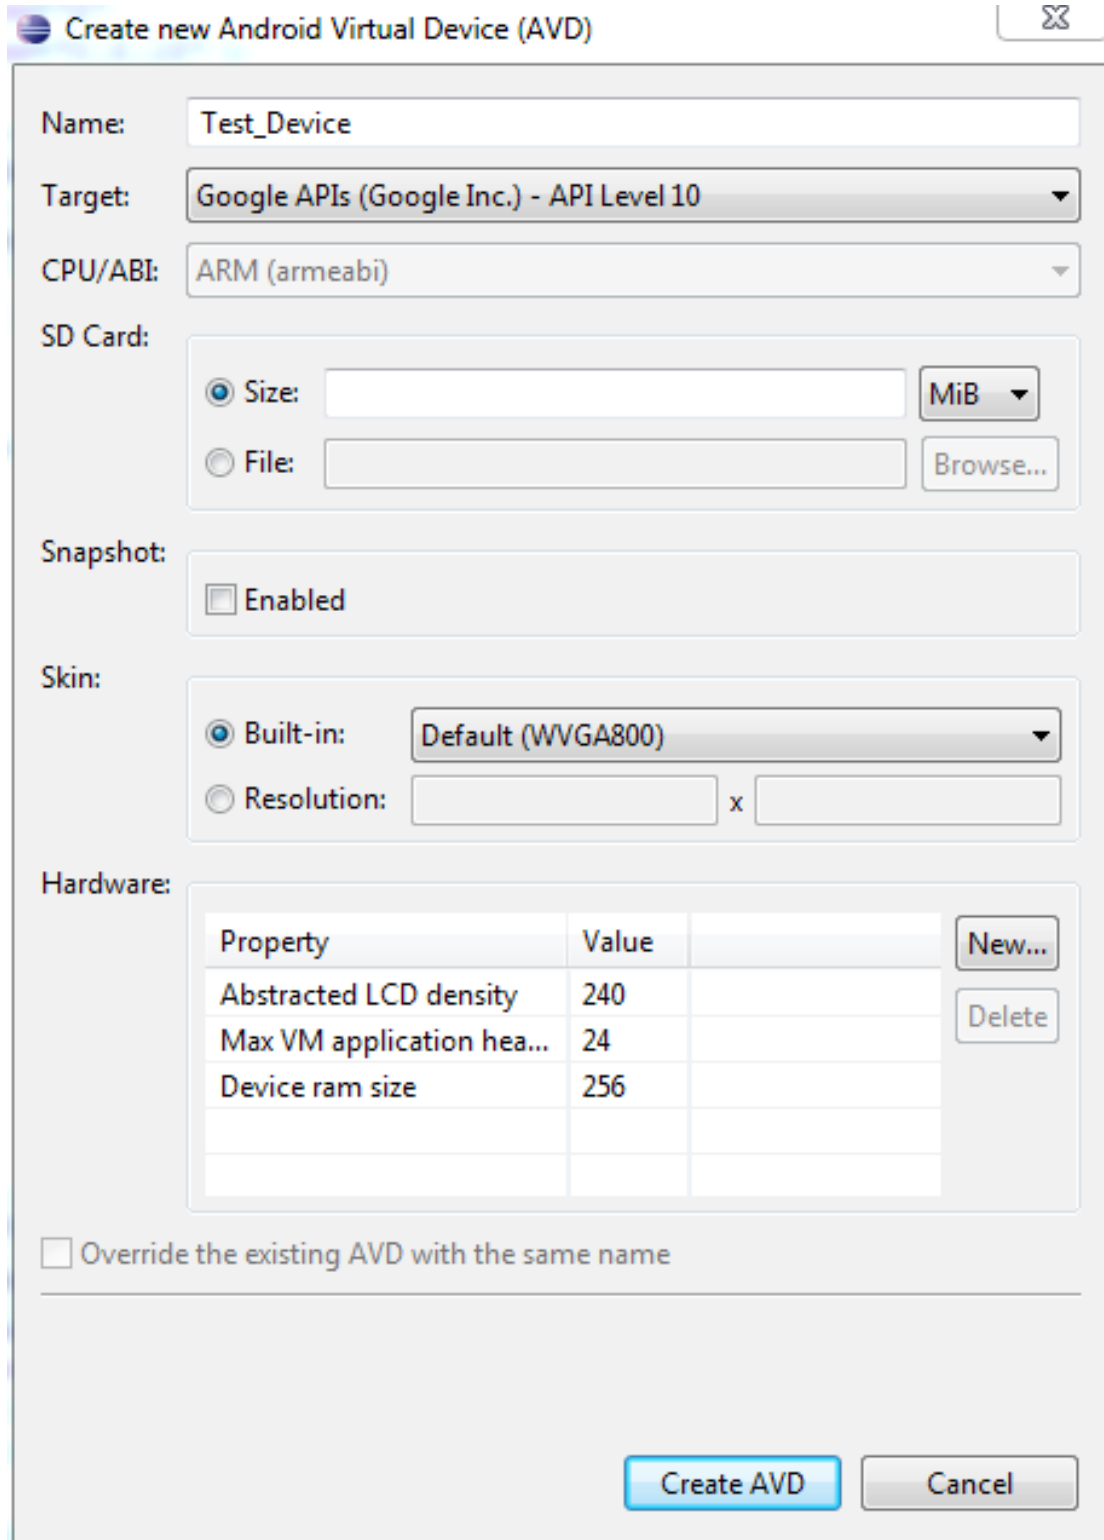 Create new Android Virtual Device (AVD)
Name: Test_Device
Target: Google APIs (Google Inc.) - API Level 10
CPU/ABI: ARM (armeabi)
SD Card:
Size: MiB
File: Browse...
Snapshot:
Enabled
Skin:
Built-in: Default (WVGA800)
Resolution: x
Hardware:
Property Value New...
Abstracted LCD density 240 Delete
Max VM application hea... 24
Device ram size 256
Override the existing AVD with the same name
Create AVD Cancel